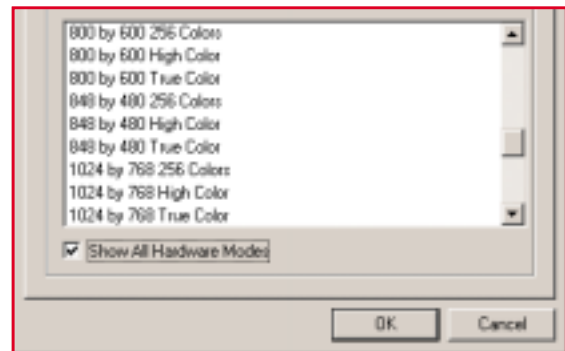 800 by 600 256 Colors
800 by 600 High Color
800 by 600 True Color
848 by 480 256 Colors
848 by 480 High Color
848 by 480 True Color
1024 by 768 256 Colors
1024 by 768 High Color
1024 by 768 True Color
Show All Hardware Modes
OK Cancel